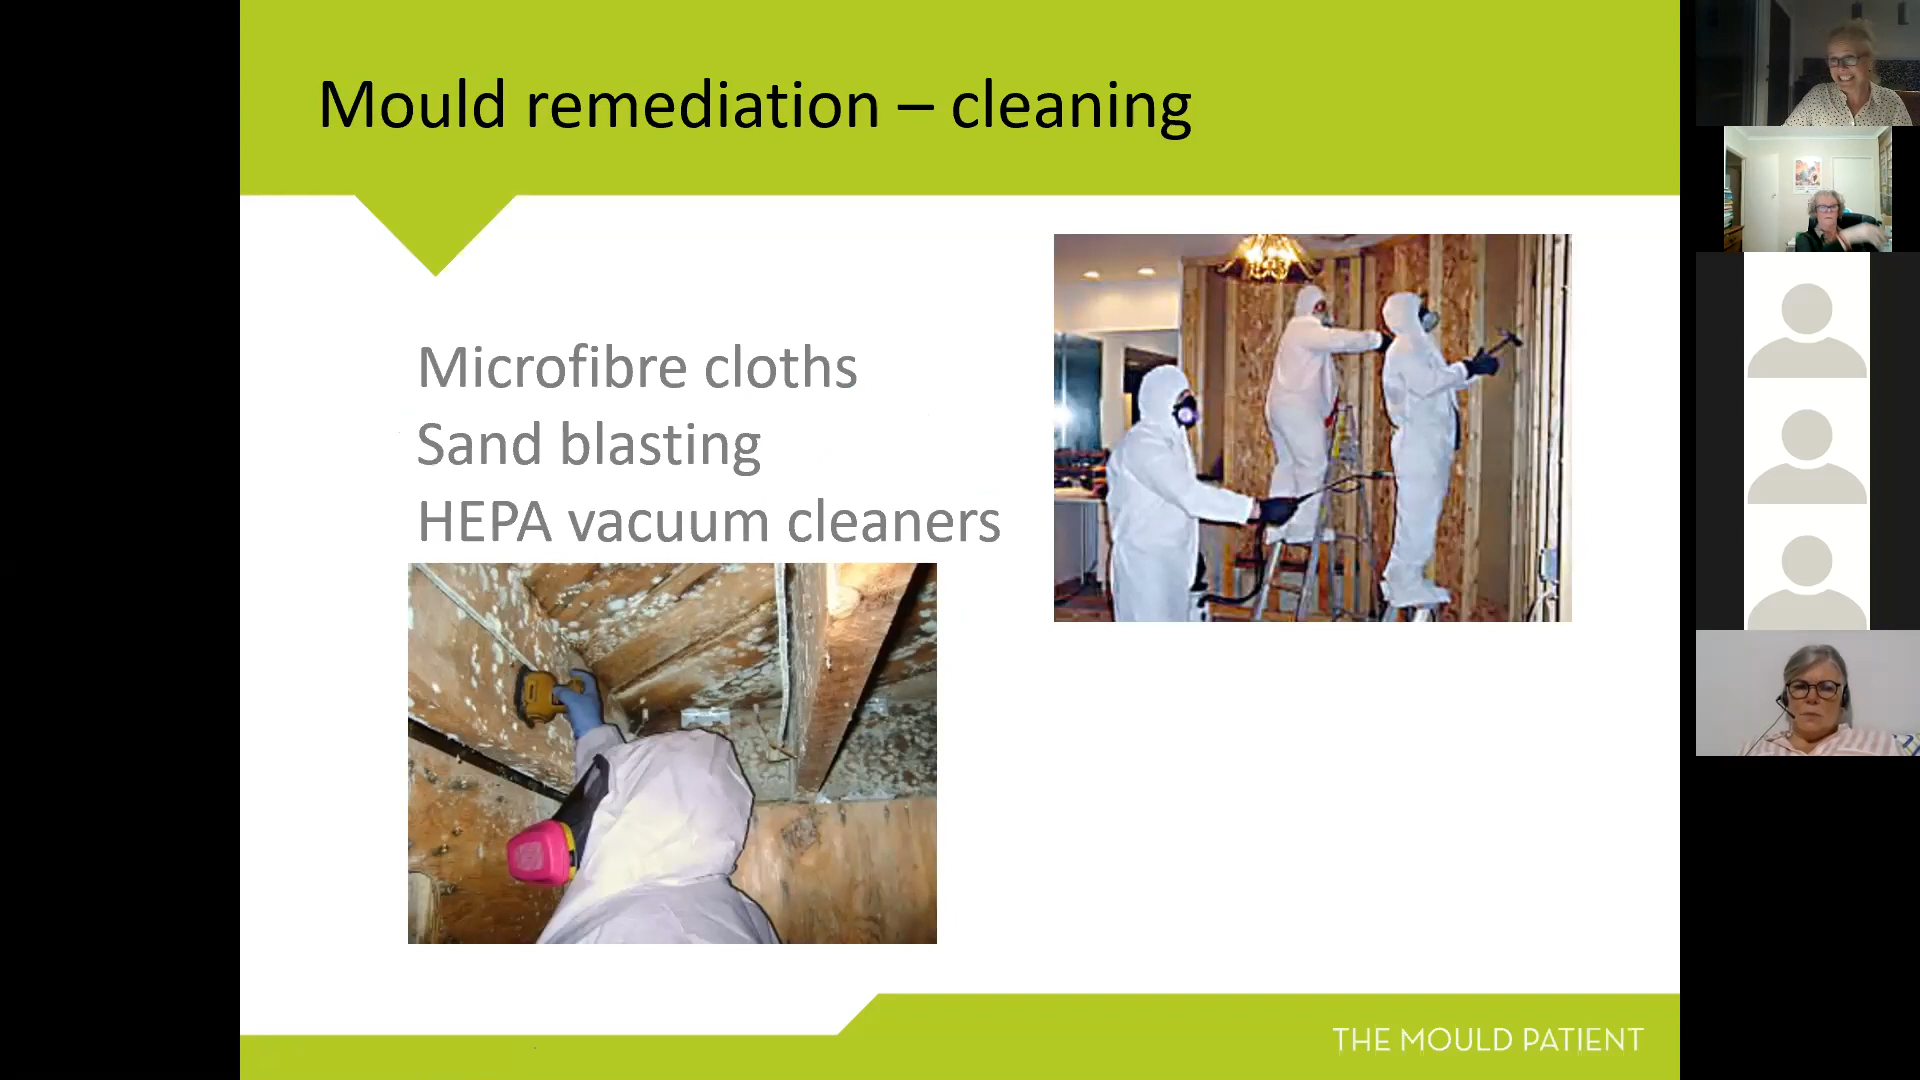 Mould remediation – cleaning
Microfibre cloths
Sand blasting
HEPA vacuum cleaners
THE MOULD PATIENT